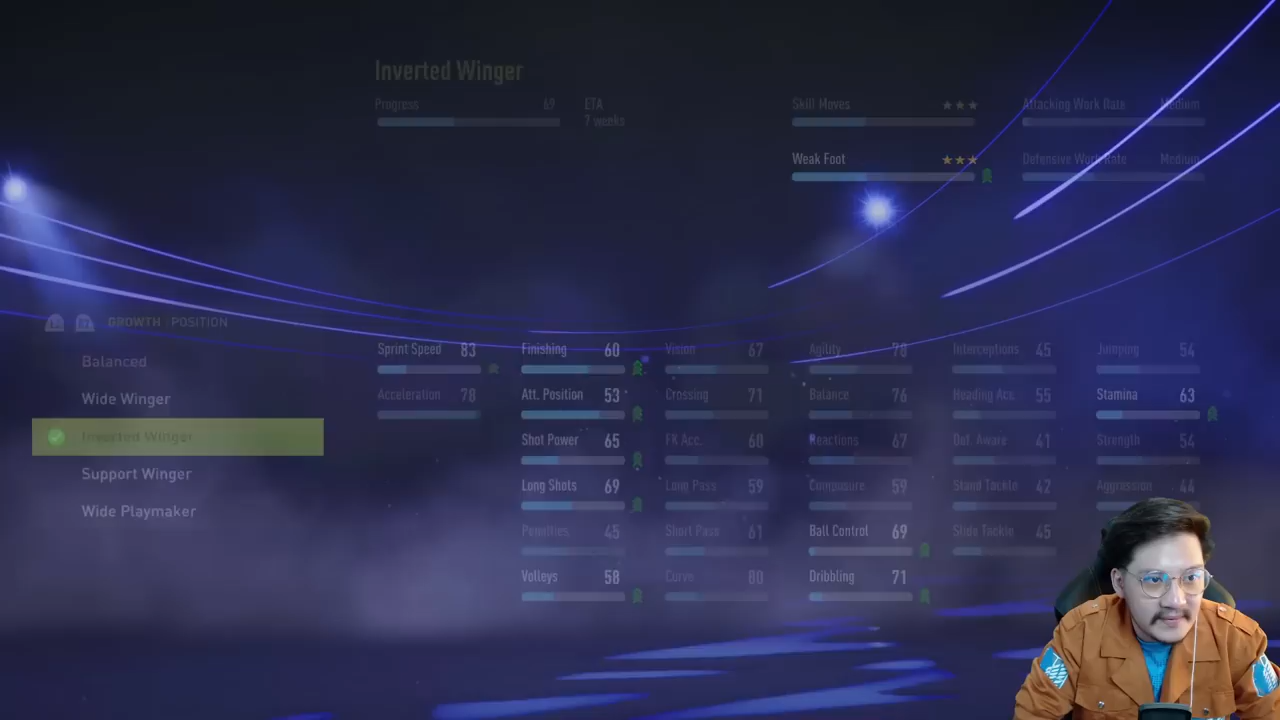 Inverted Winger
Progress 69 ETA
7 weeks
Skill Moves ★★★ Attacking Work Rate Medium
Weak Foot ★★★ Defensive Work Rate Medium
GROWTH POSITION
Balanced
Wide Winger
Inverted Winger
Support Winger
Wide Playmaker
Sprint Speed 83 Finishing 60 Vision 67 Agility 78 Interceptions 45 Jumping 54
Acceleration 78 Att. Position 53 Crossing 71 Balance 76 Heading Acc. 55 Stamina 63
Shot Power 65 FK Acc. 60 Reactions 67 Def. Aware 41 Strength 54
Long Shots 69 Long Pass 59 Composure 59 Stand Tackle 42 Aggression 44
Penalties 45 Short Pass 61 Ball Control 69 Slide Tackle 45
Volleys 58 Curve 80 Dribbling 71